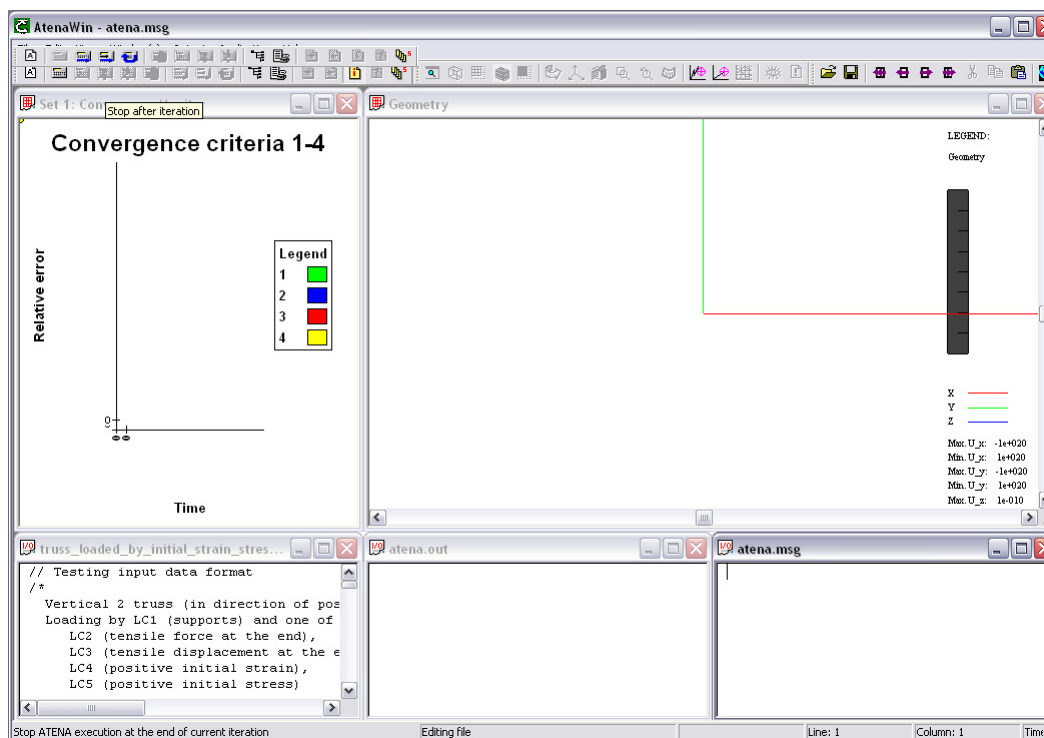 AtenaWin - atena.msg
Set 1: Con
Stop after iteration
Geometry
Convergence criteria 1-4
Relative error
Time
Legend
1
2
3
4
LEGEND:
Geometry
X
Y
Z
Max.U_x: -1e+020
Min.U_x: 1e+020
Max.U_y: -1e+020
Min.U_y: 1e+020
Max.U_z: 1e-010
truss_loaded_by_initial_strain_stres...
// Testing input data format
/*
Vertical 2 truss (in direction of pos
Loading by LC1 (supports) and one of
LC2 (tensile force at the end),
LC3 (tensile displacement at the e
LC4 (positive initial strain),
LC5 (positive initial stress)
atena.out
atena.msg
Stop ATENA execution at the end of current iteration
Editing file
Line: 1
Column: 1
Time